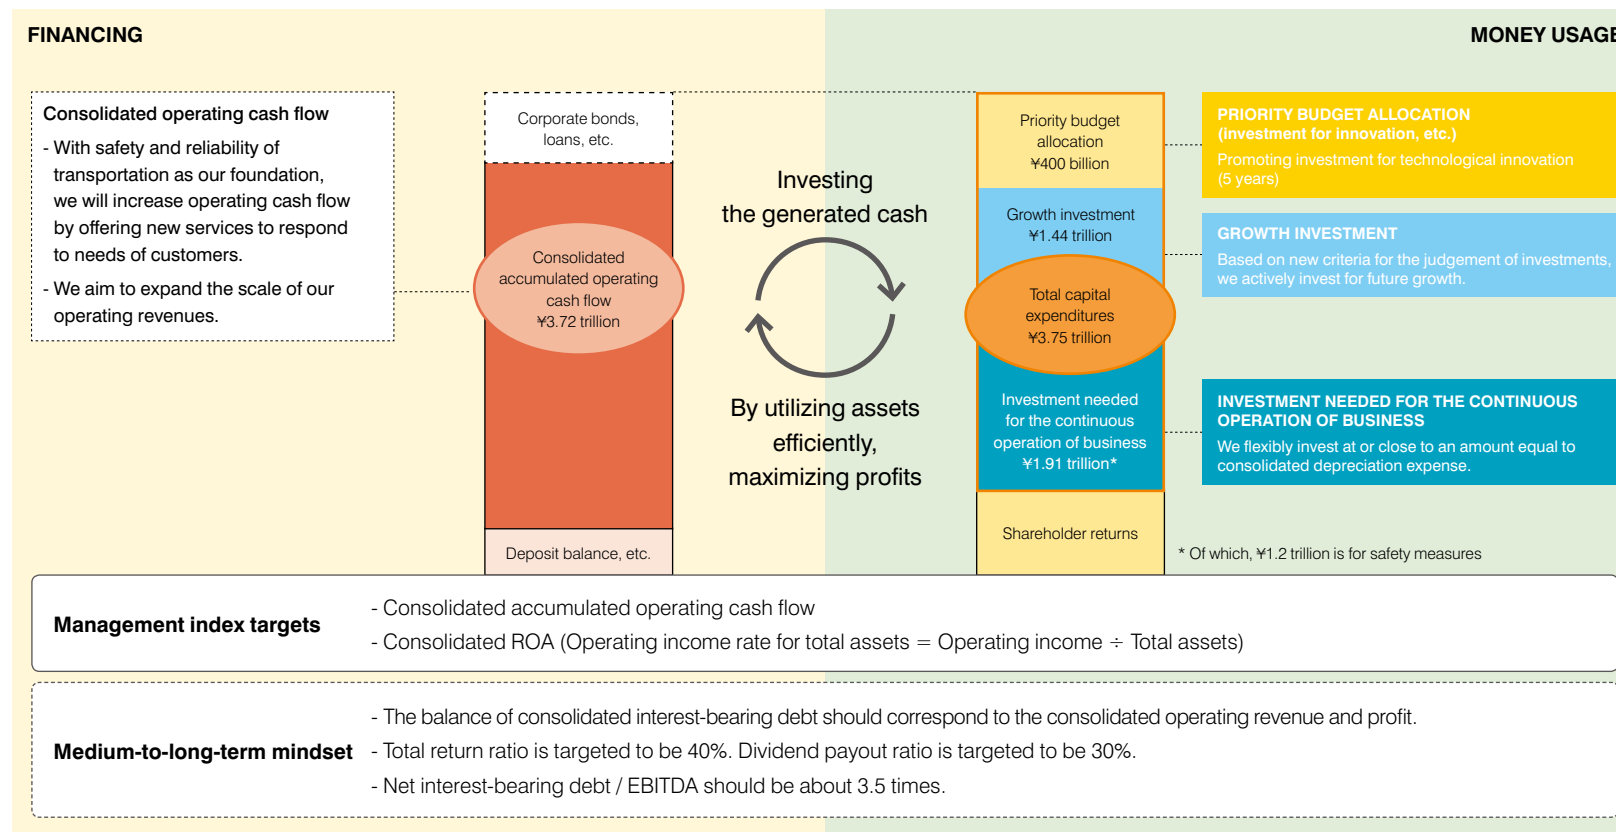 FINANCING
MONEY USAGE
Consolidated operating cash flow
- With safety and reliability of
transportation as our foundation,
we will increase operating cash flow
by offering new services to respond
to needs of customers.
- We aim to expand the scale of our
operating revenues.
Corporate bonds,
loans, etc.
Consolidated
accumulated operating
cash flow
¥3.72 trillion
Deposit balance, etc.
Investing
the generated cash
By utilizing assets
efficiently,
maximizing profits
Priority budget
allocation
¥400 billion
Growth investment
¥1.44 trillion
Total capital
expenditures
¥3.75 trillion
Investment needed
for the continuous
operation of business
¥1.91 trillion*
Shareholder returns
PRIORITY BUDGET ALLOCATION
(investment for innovation, etc.)
Promoting investment for technological innovation
(5 years)
GROWTH INVESTMENT
Based on new criteria for the judgement of investments,
we actively invest for future growth.
INVESTMENT NEEDED FOR THE CONTINUOUS
OPERATION OF BUSINESS
We flexibly invest at or close to an amount equal to
consolidated depreciation expense.
* Of which, ¥1.2 trillion is for safety measures
Management index targets
- Consolidated accumulated operating cash flow
- Consolidated ROA (Operating income rate for total assets = Operating income ÷ Total assets)
Medium-to-long-term mindset
- The balance of consolidated interest-bearing debt should correspond to the consolidated operating revenue and profit.
- Total return ratio is targeted to be 40%. Dividend payout ratio is targeted to be 30%.
- Net interest-bearing debt / EBITDA should be about 3.5 times.